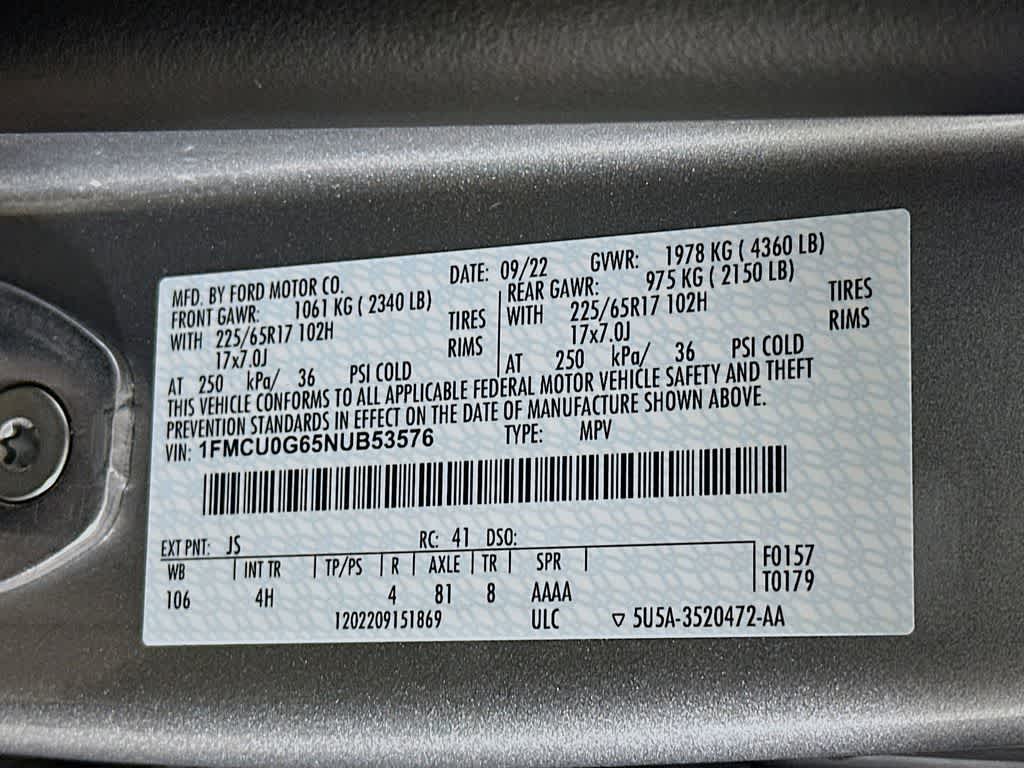 MFD. BY FORD MOTOR CO. DATE: 09/22 GVWR: 1978 KG ( 4360 LB)
FRONT GAWR: 1061 KG ( 2340 LB) REAR GAWR: 975 KG ( 2150 LB)
WITH 225/65R17 102H TIRES WITH 225/65R17 102H TIRES
17x7.0J RIMS 17x7.0J RIMS
AT 250 kPa/ 36 PSI COLD AT 250 kPa/ 36 PSI COLD
THIS VEHICLE CONFORMS TO ALL APPLICABLE FEDERAL MOTOR VEHICLE SAFETY AND THEFT
PREVENTION STANDARDS IN EFFECT ON THE DATE OF MANUFACTURE SHOWN ABOVE.
VIN: 1FMCU0G65NUB53576 TYPE: MPV
EXT PNT: JS RC: 41 DSO:
WB INT TR TP/PS R AXLE TR SPR F0157
106 4H 4 81 8 AAAA T0179
1202209151869 ULC ▽ 5U5A-3520472-AA